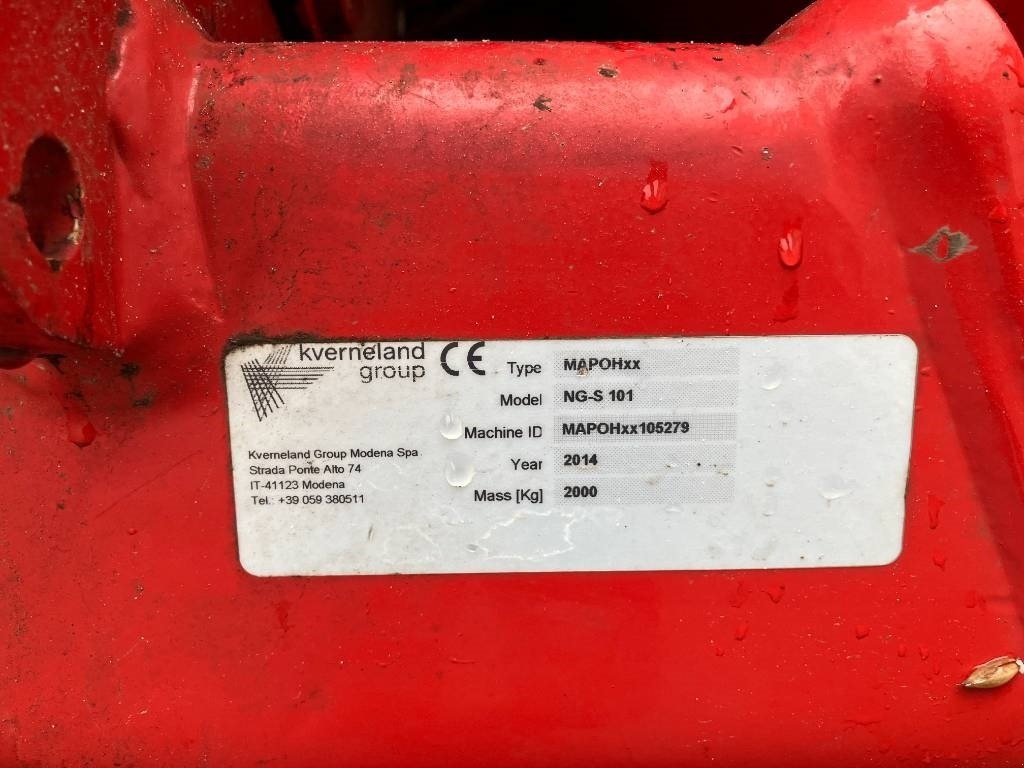 kverneland
group
CE
Type MAPOHxx
Model NG-S 101
Machine ID MAPOHxx105279
Year 2014
Mass [Kg] 2000
Kverneland Group Modena Spa
Strada Ponte Alto 74
IT-41123 Modena
Tel.: +39 059 380511